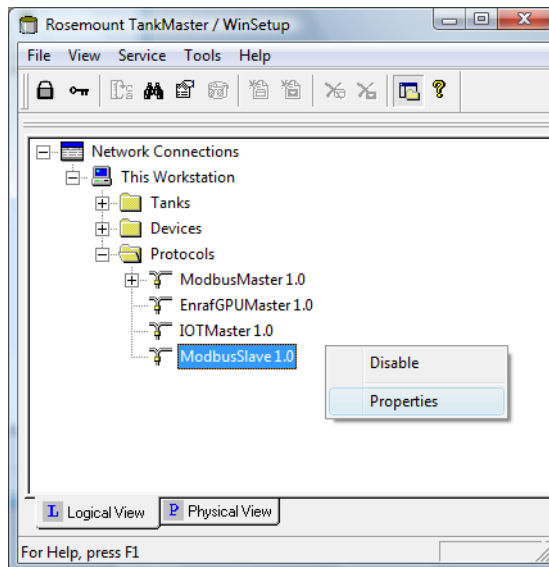 Rosemount TankMaster / WinSetup
File View Service Tools Help
Network Connections
This Workstation
Tanks
Devices
Protocols
ModbusMaster 1.0
EnrafGPUMaster 1.0
IOTMaster 1.0
ModbusSlave 1.0
Disable
Properties
L Logical View P Physical View
For Help, press F1